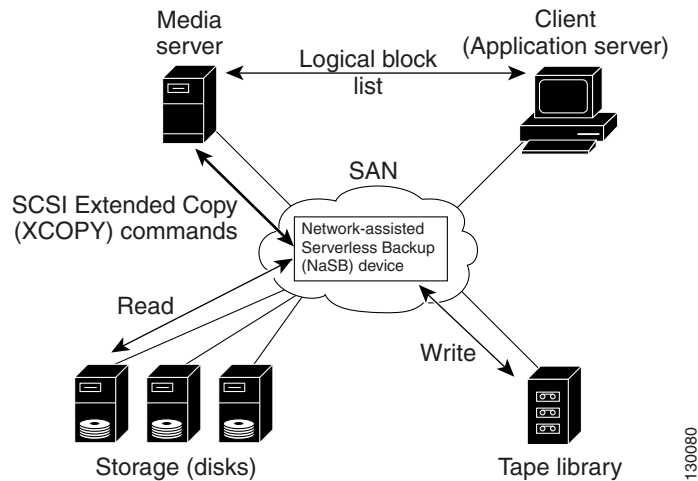 Media
server
Client
(Application server)
Logical block
list
SAN
SCSI Extended Copy
(XCOPY) commands
Network-assisted
Serverless Backup
(NaSB) device
Read
Write
Storage (disks)
Tape library
130080